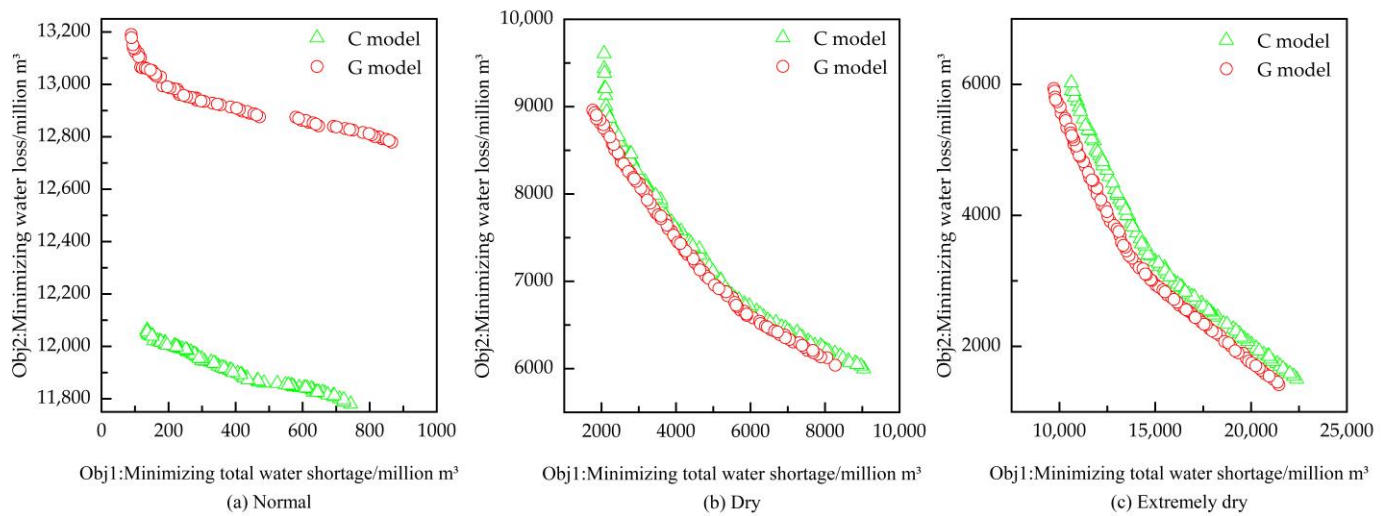 13,200
13,000
12,800
12,600
12,400
12,200
12,000
11,800
0
200
400
600
800
1000
Obj2:Minimizing water loss/million m³
C model
G model
Obj1:Minimizing total water shortage/million m³
(a) Normal
10,000
9000
8000
7000
6000
2000
4000
6000
8000
10,000
Obj2:Minimizing water loss/million m³
C model
G model
Obj1:Minimizing total water shortage/million m³
(b) Dry
6000
4000
2000
10,000
15,000
20,000
25,000
Obj2:Minimizing water loss/million m³
C model
G model
Obj1:Minimizing total water shortage/million m³
(c) Extremely dry